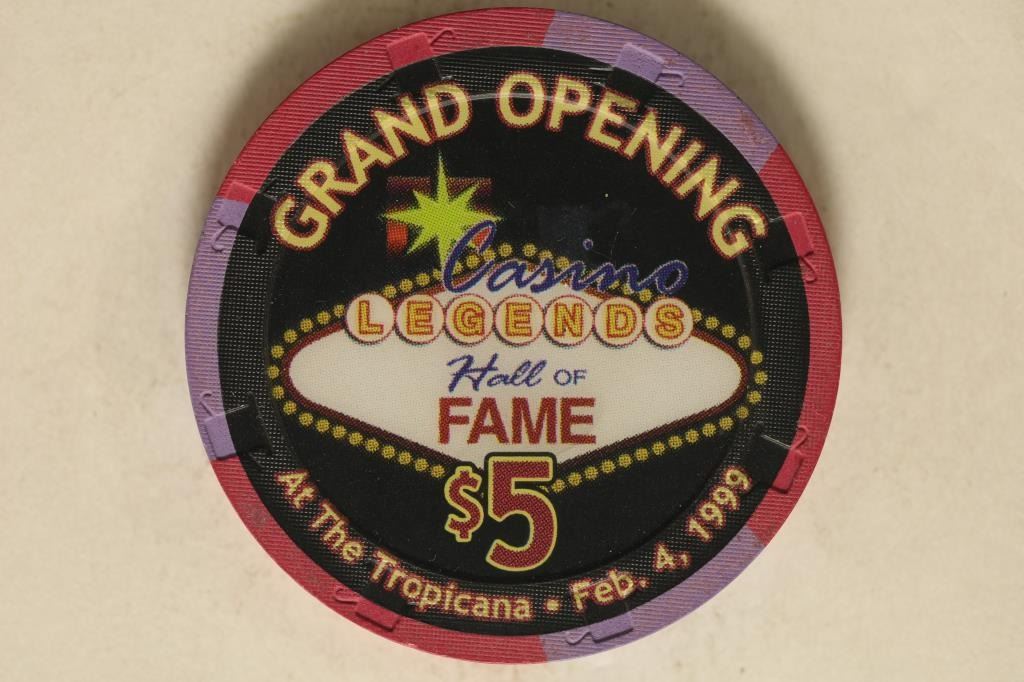 GRAND OPENING
Casino
LEGENDS
Hall OF
FAME
$5
At The Tropicana • Feb. 4, 1999